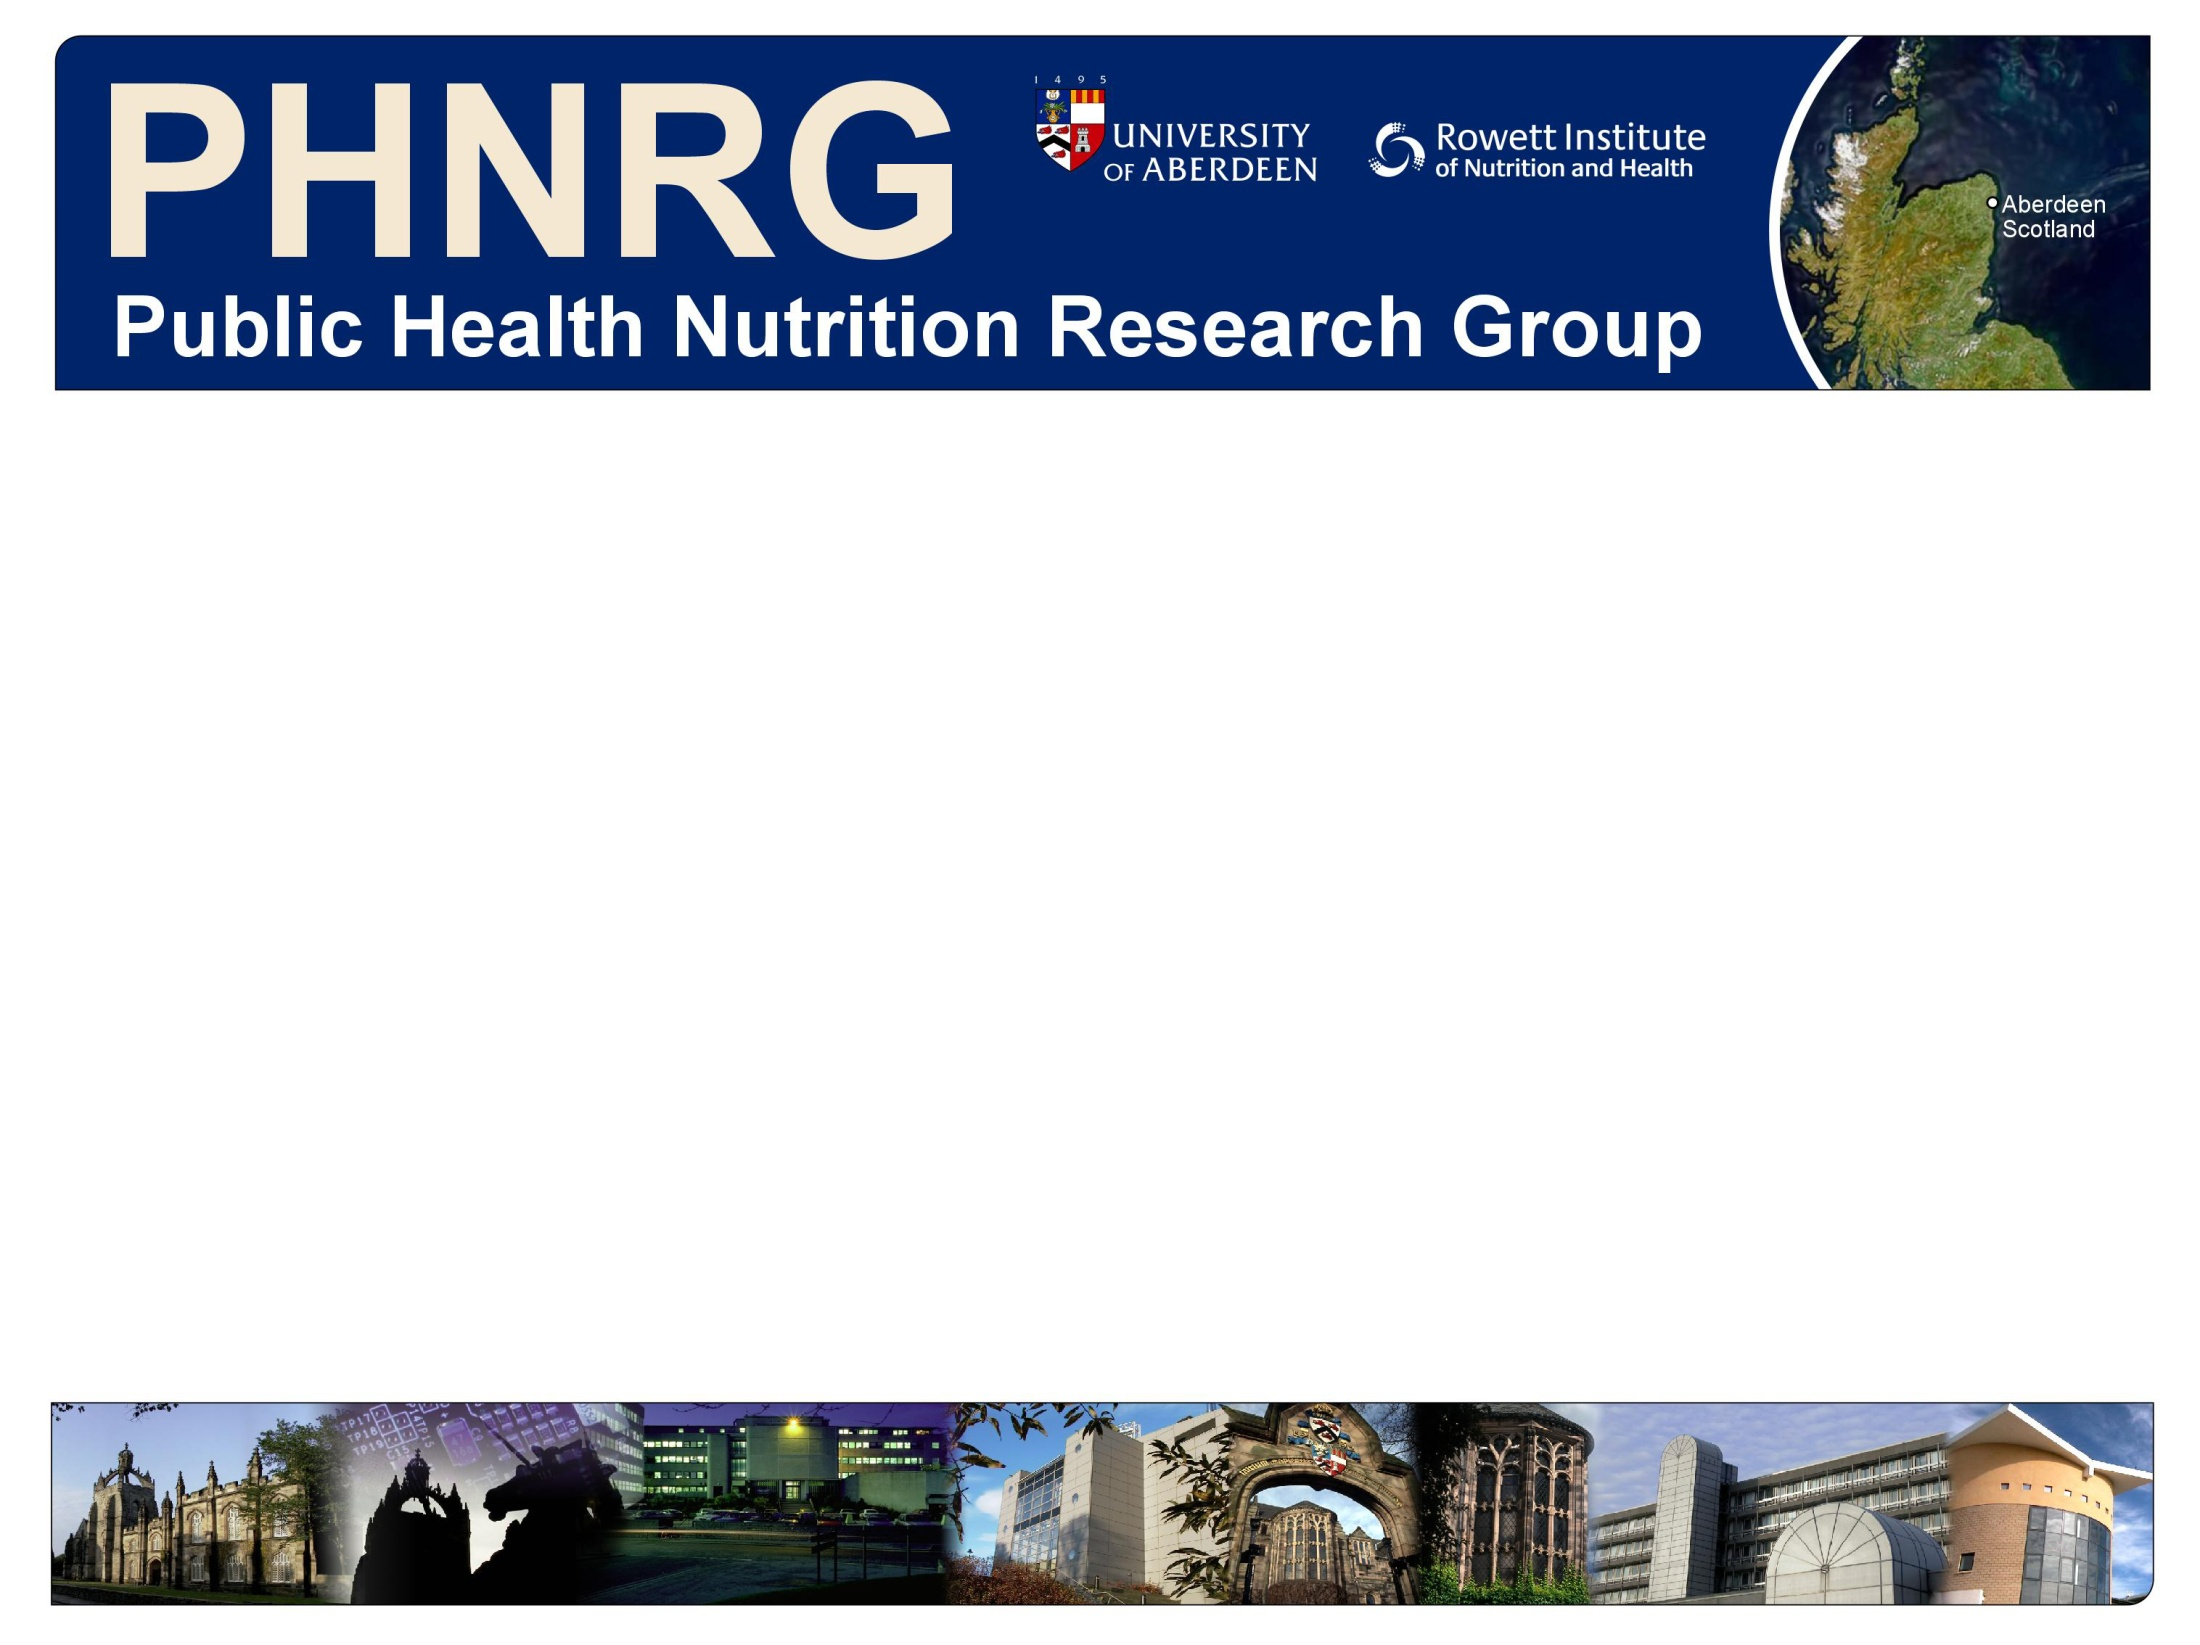 PHNRG
1 4 9 5
UNIVERSITY
OF ABERDEEN
Rowett Institute
of Nutrition and Health
Aberdeen
Scotland
Public Health Nutrition Research Group